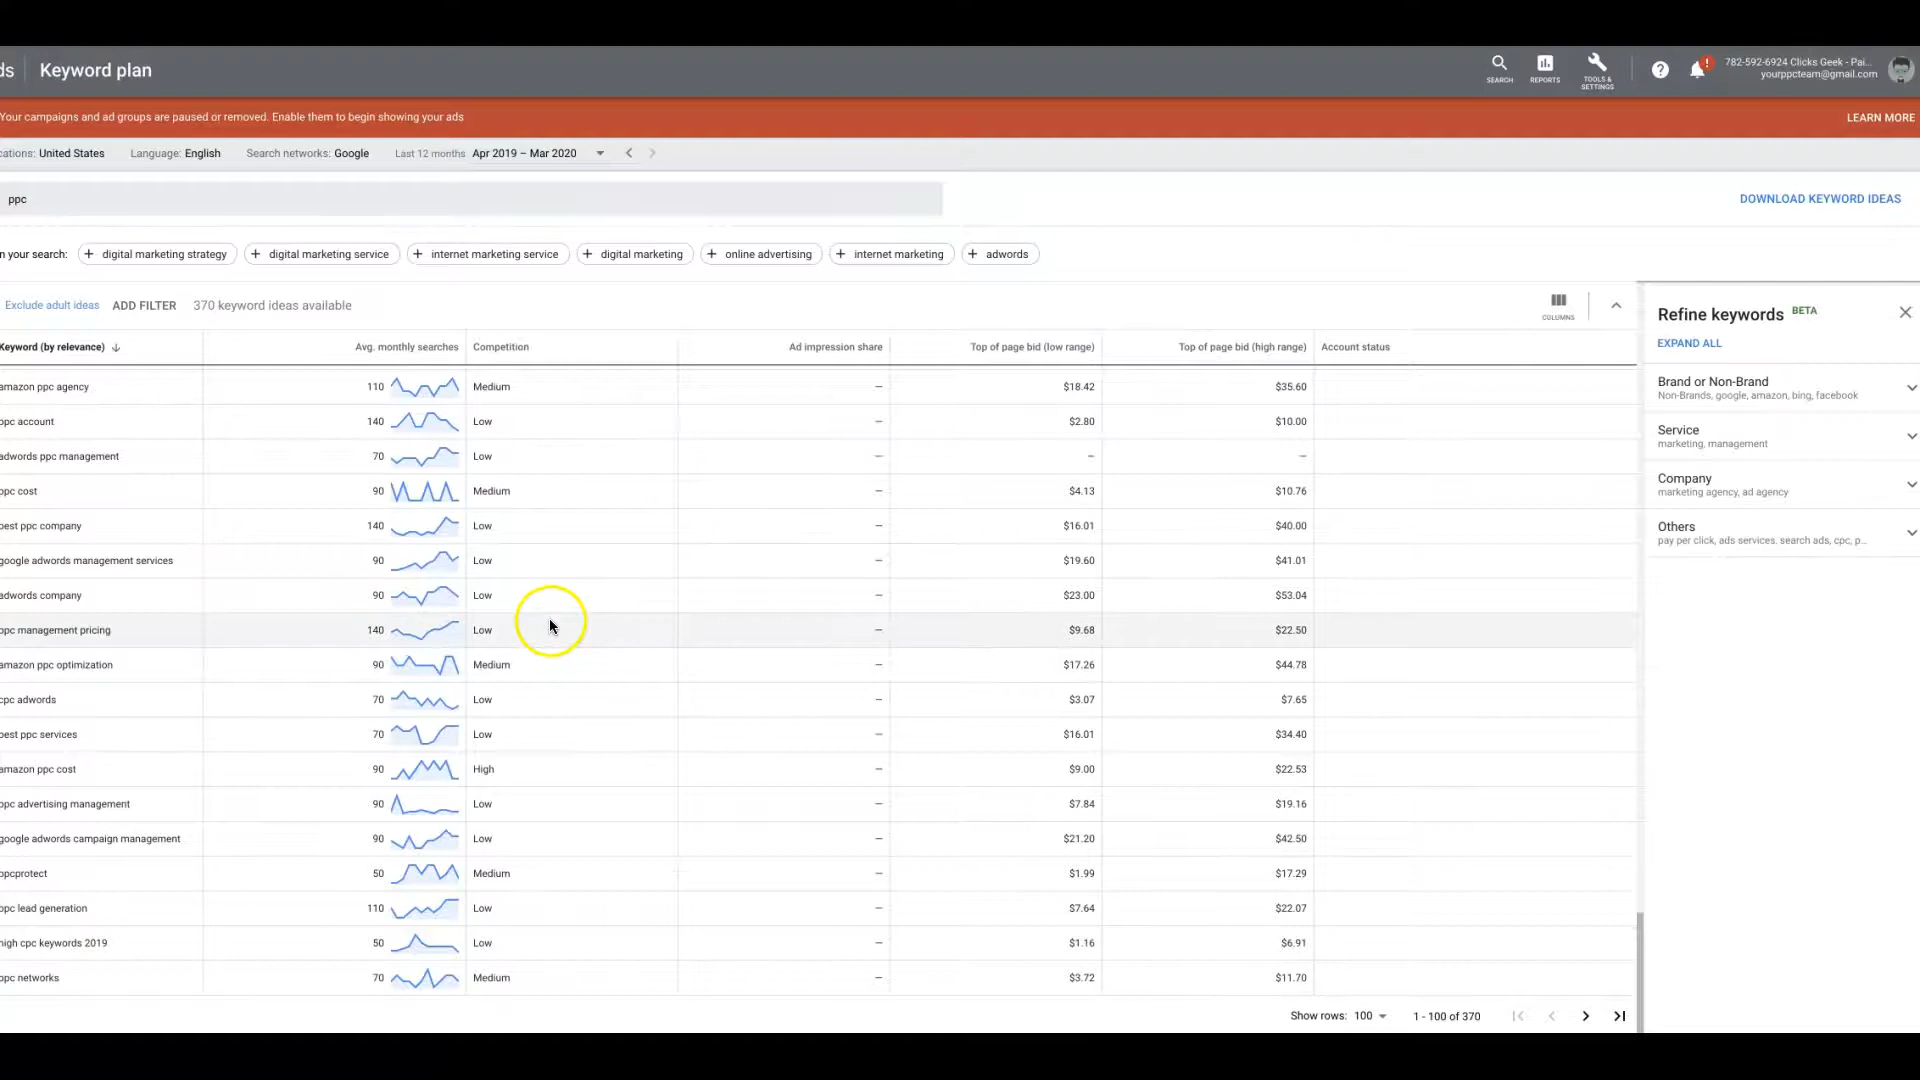 ds Keyword plan
SEARCH REPORTS TOOLS & SETTINGS ? ! 782-592-6924 Clicks Geek - Pai...
yourppcteam@gmail.com
Your campaigns and ad groups are paused or removed. Enable them to begin showing your ads LEARN MORE
cations: United States Language: English Search networks: Google Last 12 months Apr 2019 – Mar 2020
ppc DOWNLOAD KEYWORD IDEAS
n your search: + digital marketing strategy + digital marketing service + internet marketing service + digital marketing + online advertising + internet marketing + adwords
Exclude adult ideas ADD FILTER 370 keyword ideas available COLUMNS
Keyword (by relevance) Avg. monthly searches Competition Ad impression share Top of page bid (low range) Top of page bid (high range) Account status
amazon ppc agency 110 Medium – $18.42 $35.60
ppc account 140 Low – $2.80 $10.00
adwords ppc management 70 Low – – –
ppc cost 90 Medium – $4.13 $10.76
best ppc company 140 Low – $16.01 $40.00
google adwords management services 90 Low – $19.60 $41.01
adwords company 90 Low – $23.00 $53.04
ppc management pricing 140 Low – $9.68 $22.50
amazon ppc optimization 90 Medium – $17.26 $44.78
cpc adwords 70 Low – $3.07 $7.65
best ppc services 70 Low – $16.01 $34.40
amazon ppc cost 90 High – $9.00 $22.53
ppc advertising management 90 Low – $7.84 $19.16
google adwords campaign management 90 Low – $21.20 $42.50
ppcprotect 50 Medium – $1.99 $17.29
ppc lead generation 110 Low – $7.64 $22.07
high cpc keywords 2019 50 Low – $1.16 $6.91
ppc networks 70 Medium – $3.72 $11.70
Show rows: 100 1 - 100 of 370
Refine keywords BETA
EXPAND ALL
Brand or Non-Brand
Non-Brands, google, amazon, bing, facebook
Service
marketing, management
Company
marketing agency, ad agency
Others
pay per click, ads services. search ads, cpc, p...